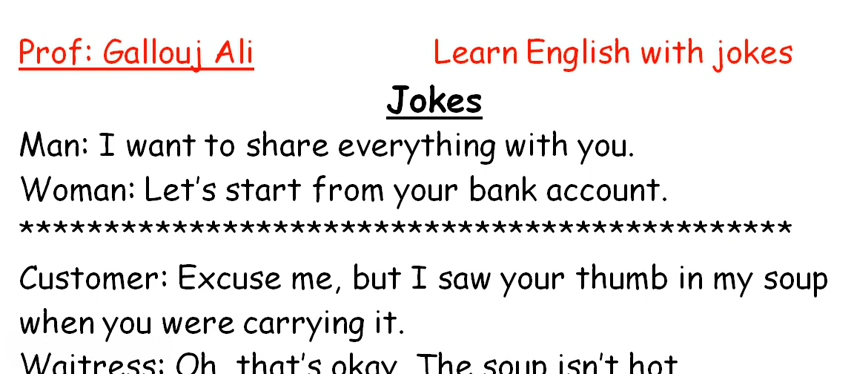 Prof: Gallouj Ali Learn English with jokes
Jokes
Man: I want to share everything with you.
Woman: Let's start from your bank account.
**********************************************
Customer: Excuse me, but I saw your thumb in my soup
when you were carrying it.
Waitress: Oh, that's okay. The soup isn't hot.